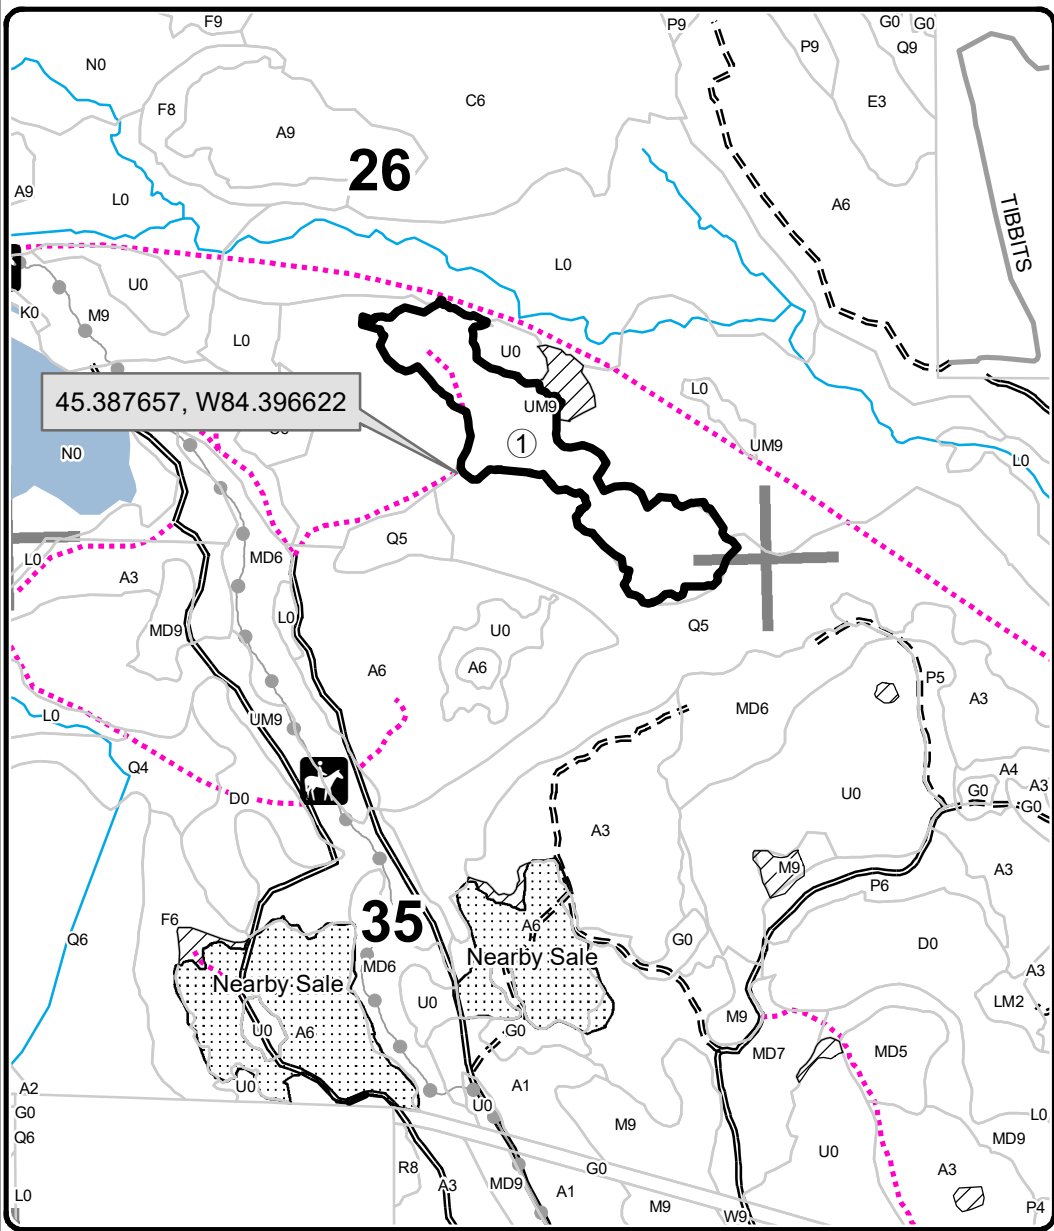 F9
P9
G0
G0
N0
P9
Q9
C6
E3
F8
A9
26
A9
L0
A6
TIBBITS
L0
U0
K0
M9
L0
U0
L0
45.387657, W84.396622
UM9
1
UM9
N0
L0
Q5
L0
MD6
A3
L0
MD9
U0
Q5
A6
A6
P5
A3
MD6
L0
UM9
Q4
A4
A3
G0
G0
D0
U0
A3
M9
A3
P6
F6
35
A6
Q6
G0
D0
Nearby Sale
MD6
A3
Nearby Sale
U0
LM2
M9
U0
A6
G0
MD7
MD5
A2
U0
A1
U0
G0
L0
Q6
M9
MD9
U0
R8
G0
A3
A3
MD9
A1
L0
M9
W9
P4